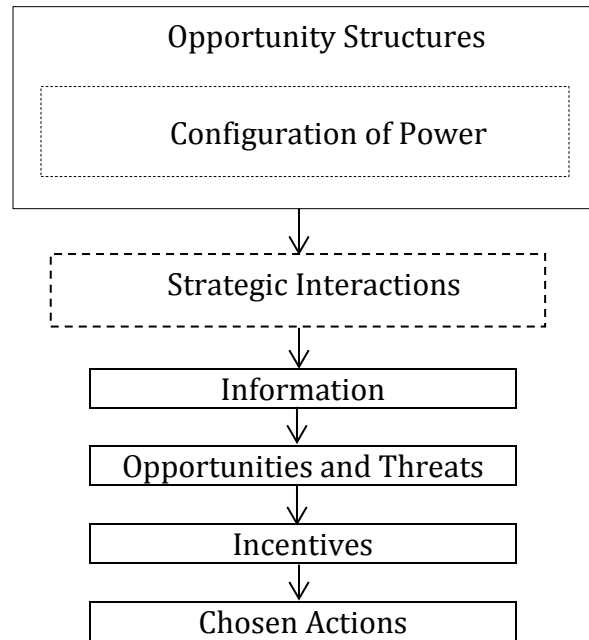 Opportunity Structures
Configuration of Power
Strategic Interactions
Information
Opportunities and Threats
Incentives
Chosen Actions